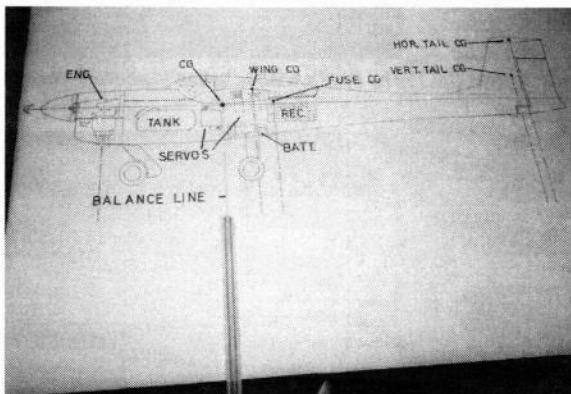 HOR. TAIL CG
VERT. TAIL CG
CG
WING CG
ENG
FUSE CG
TANK
REC.
SERVOS
BATT.
BALANCE LINE